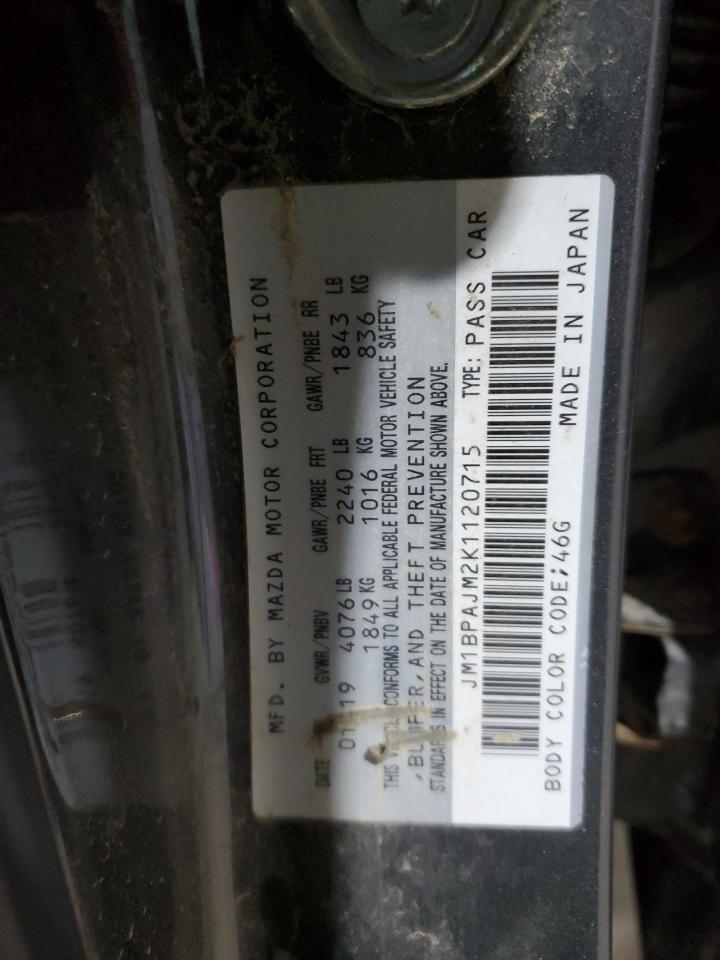 MFD. BY MAZDA MOTOR CORPORATION
DATE GVWR/PNBV GAWR/PNBE FRT GAWR/PNBE RR
4076 LB 2240 LB 1843 LB
1849 KG 1016 KG 836 KG
THIS CONFORMS TO ALL APPLICABLE FEDERAL MOTOR VEHICLE SAFETY
, BUMPER, AND THEFT PREVENTION
STANDARDS IN EFFECT ON THE DATE OF MANUFACTURE SHOWN ABOVE.
JM1BPAJM2K1120715 TYPE: PASS CAR
BODY COLOR CODE; 46G MADE IN JAPAN